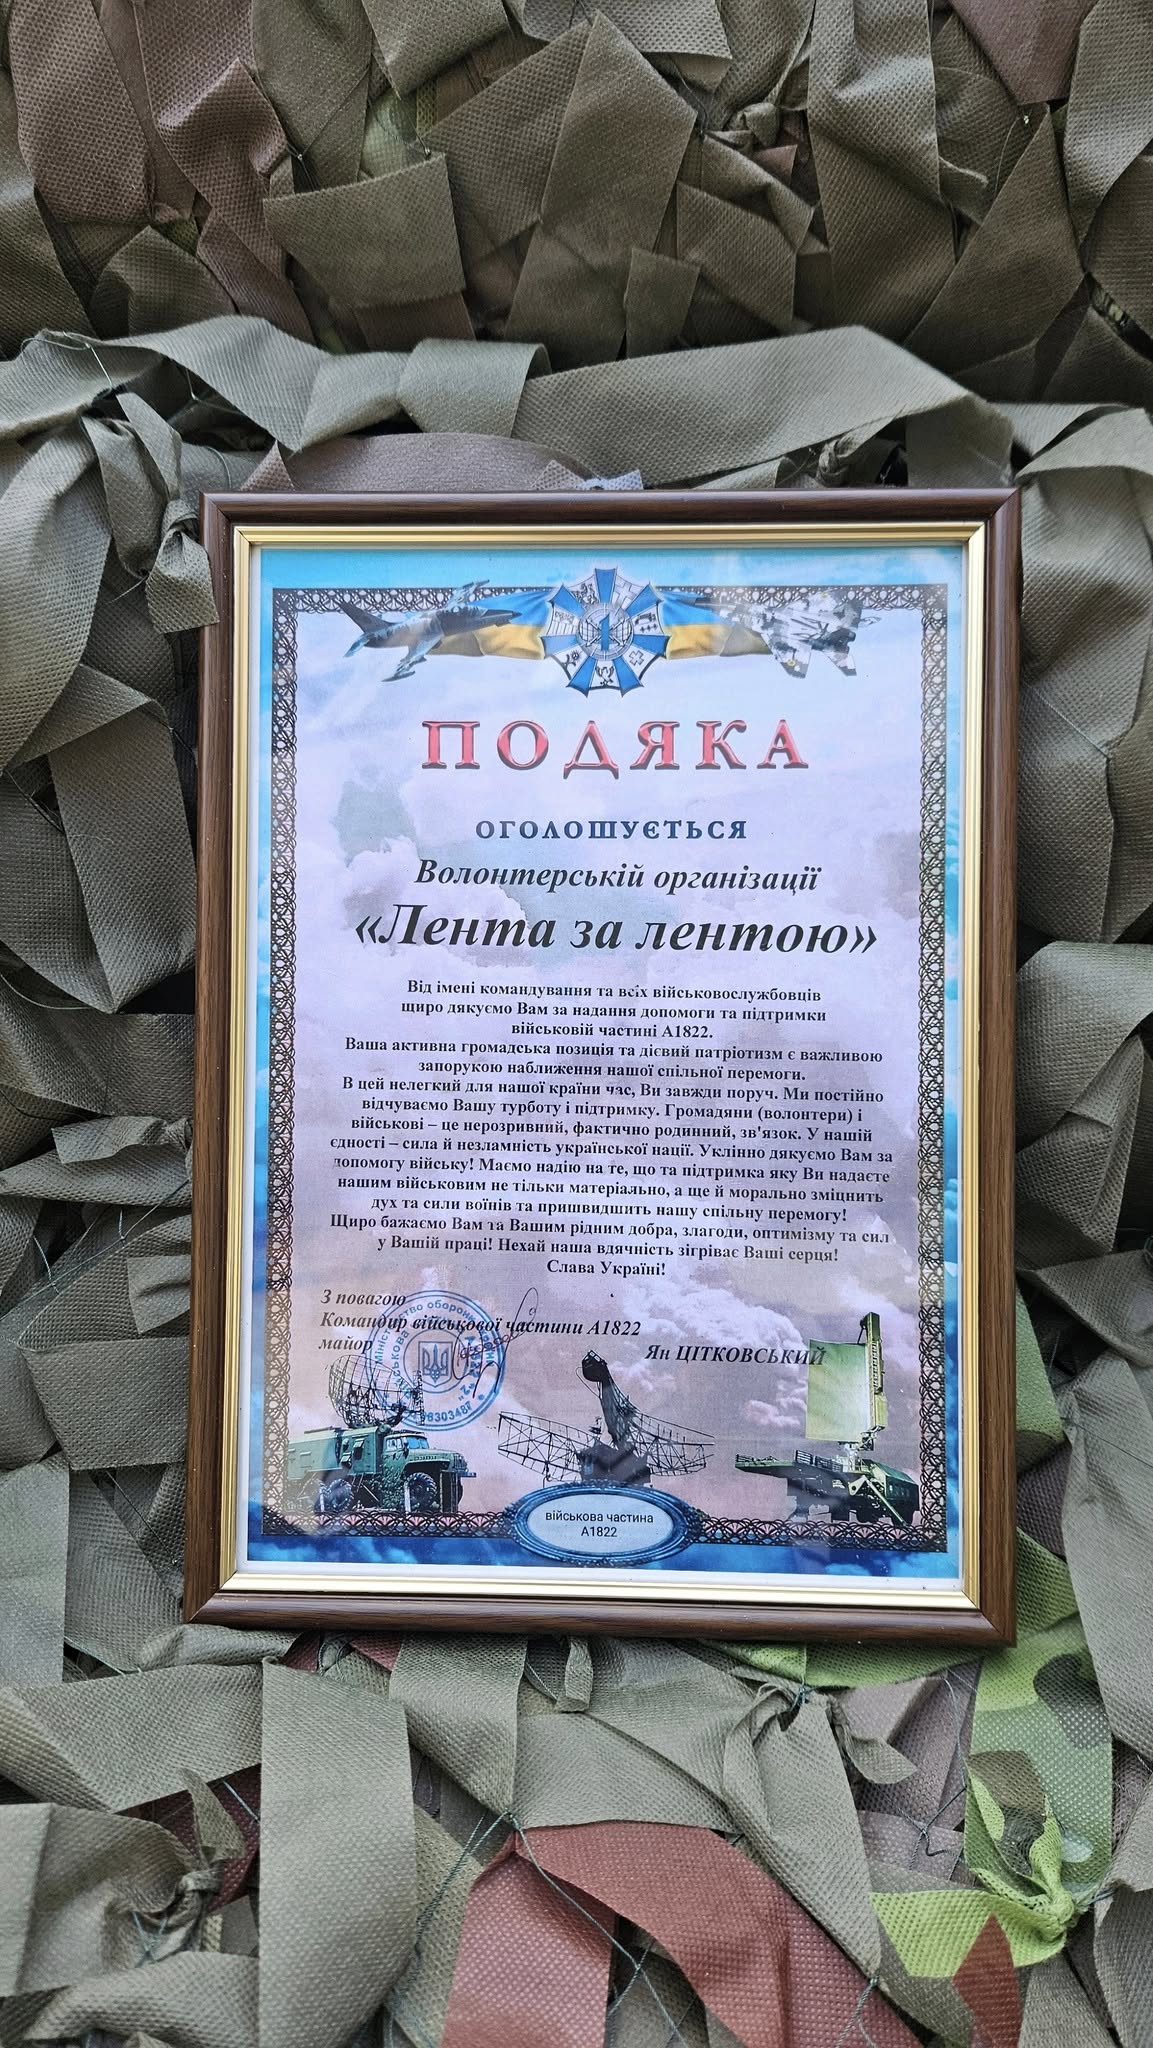 ПОДЯКА
ОГОЛОШУЄТЬСЯ
Волонтерській організації
«Лента за лентою»
Від імені командування та всіх військовослужбовців
щиро дякуємо Вам за надання допомоги та підтримки
військовій частині А1822.
Ваша активна громадська позиція та дієвий патріотизм є важливою
запорукою наближення нашої спільної перемоги.
В цей нелегкий для нашої країни час, Ви завжди поруч. Ми постійно
відчуваємо Вашу турботу і підтримку. Громадяни (волонтери) і
військові – це нерозривний, фактично родинний, зв'язок. У нашій
єдності – сила й незламність української нації. Уклінно дякуємо Вам за
допомогу війську! Маємо надію на те, що та підтримка яку Ви надаєте
нашим військовим не тільки матеріально, а ще й морально зміцнить
дух та сили воїнів та пришвидшить нашу спільну перемогу!
Щиро бажаємо Вам та Вашим рідним добра, злагоди, оптимізму та сил
у Вашій праці! Нехай наша вдячність зігріває Ваші серця!
Слава Україні!
З повагою
Командир військової частини А1822
майор
Ян ЦІТКОВСЬКИЙ
військова частина
А1822